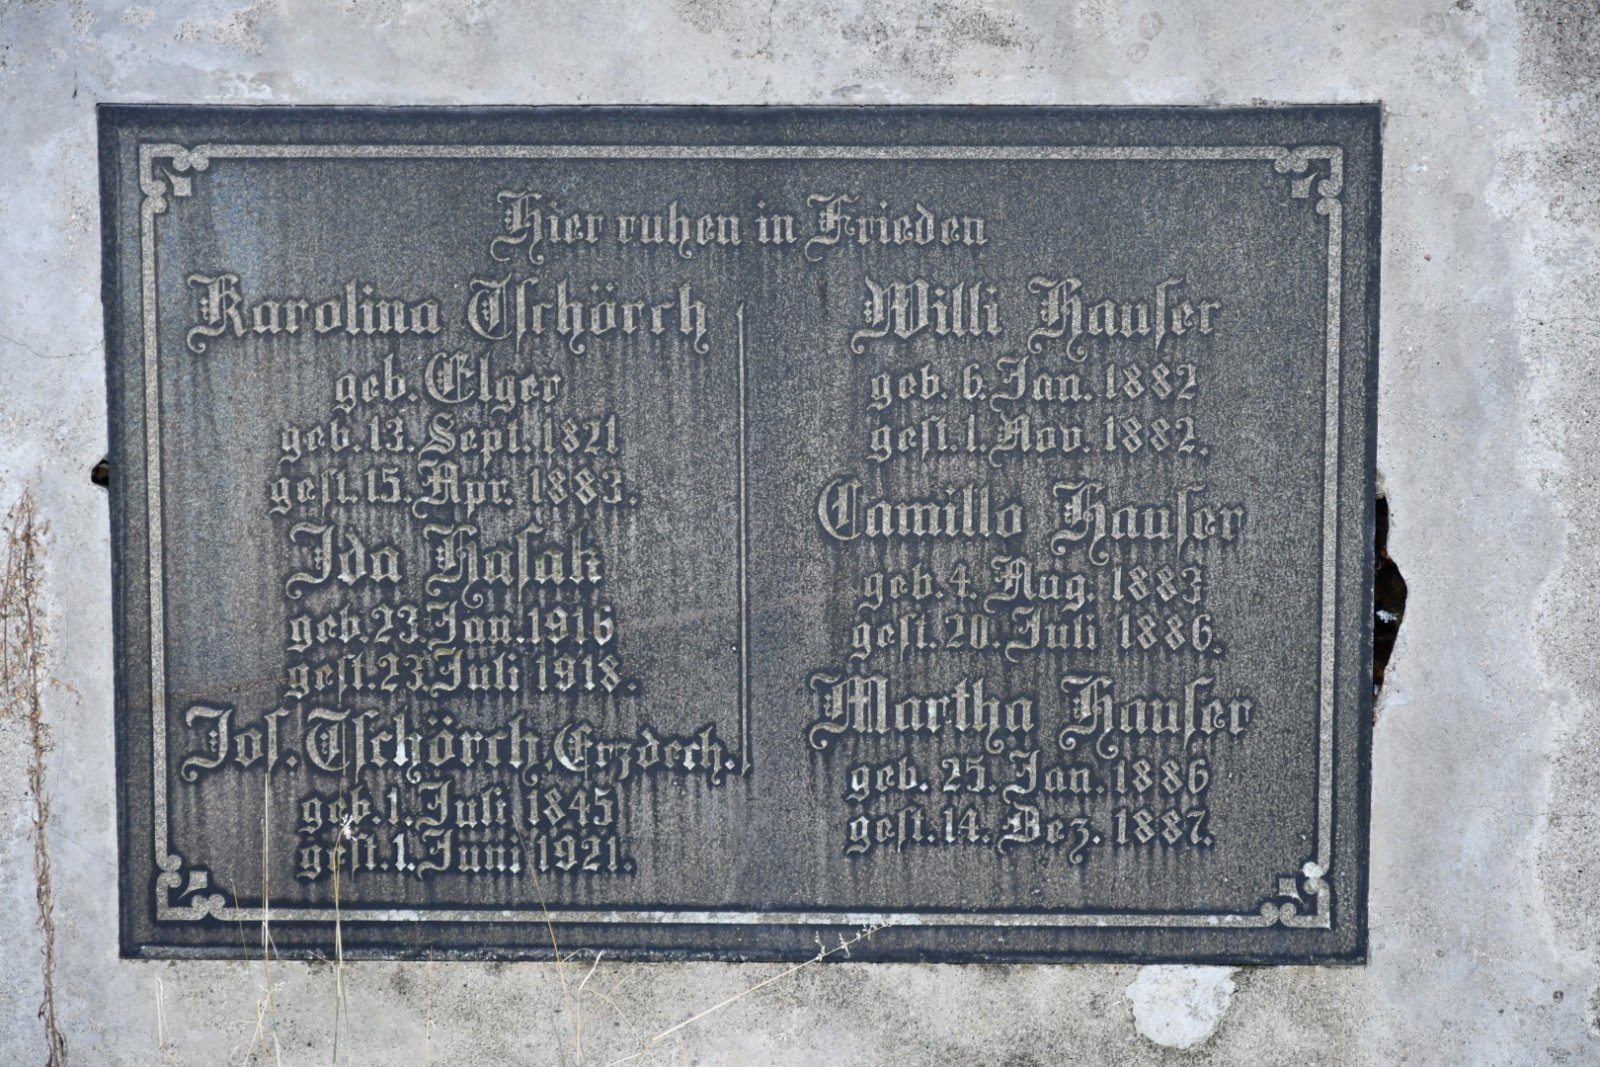 Hier ruhen in Frieden
Karolina Tschörch
geb. Elger
geb. 13. Sept. 1821
gest. 15. Apr. 1883.
Ida Hasak
geb. 23. Jan. 1916
gest. 23. Juli 1918.
Jos. Tschörch, Erzdech.
geb. 1. Juli 1845
gest. 1. Juni 1921.
Willi Hauser
geb. 6. Jan. 1882
gest. 1. Nov. 1882.
Camillo Hauser
geb. 4. Aug. 1883
gest. 20. Juli 1886.
Martha Hauser
geb. 25. Jan. 1886
gest. 14. Dez. 1887.